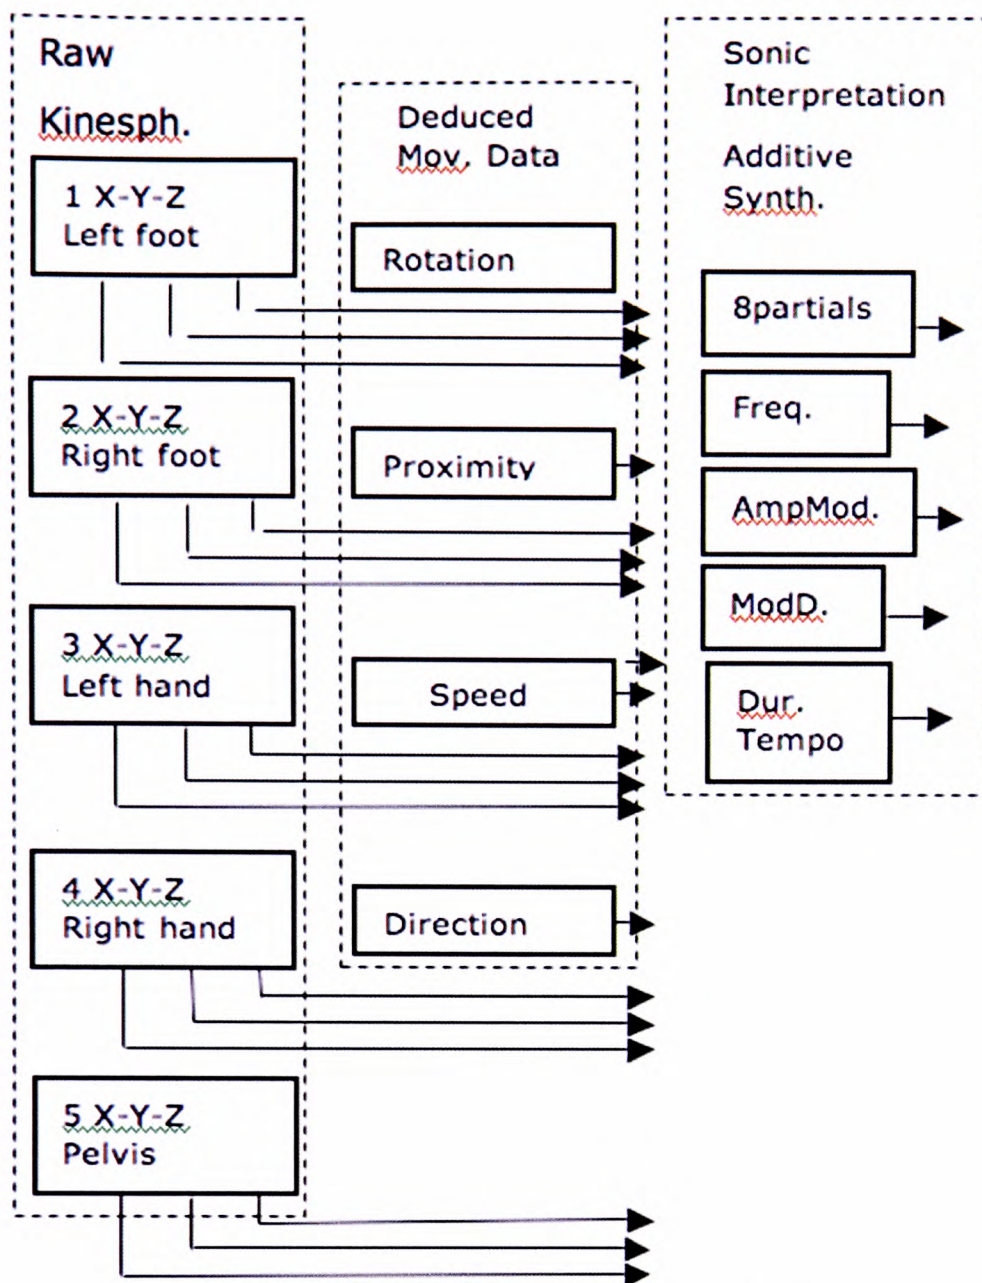 Raw
Kinesph.
1 X-Y-Z
Left foot
2 X-Y-Z
Right foot
3 X-Y-Z
Left hand
4 X-Y-Z
Right hand
5 X-Y-Z
Pelvis
Deduced
Mov. Data
Rotation
Proximity
Speed
Direction
Sonic
Interpretation
Additive
Synth.
8partials
Freq.
AmpMod.
ModD.
Dur.
Tempo